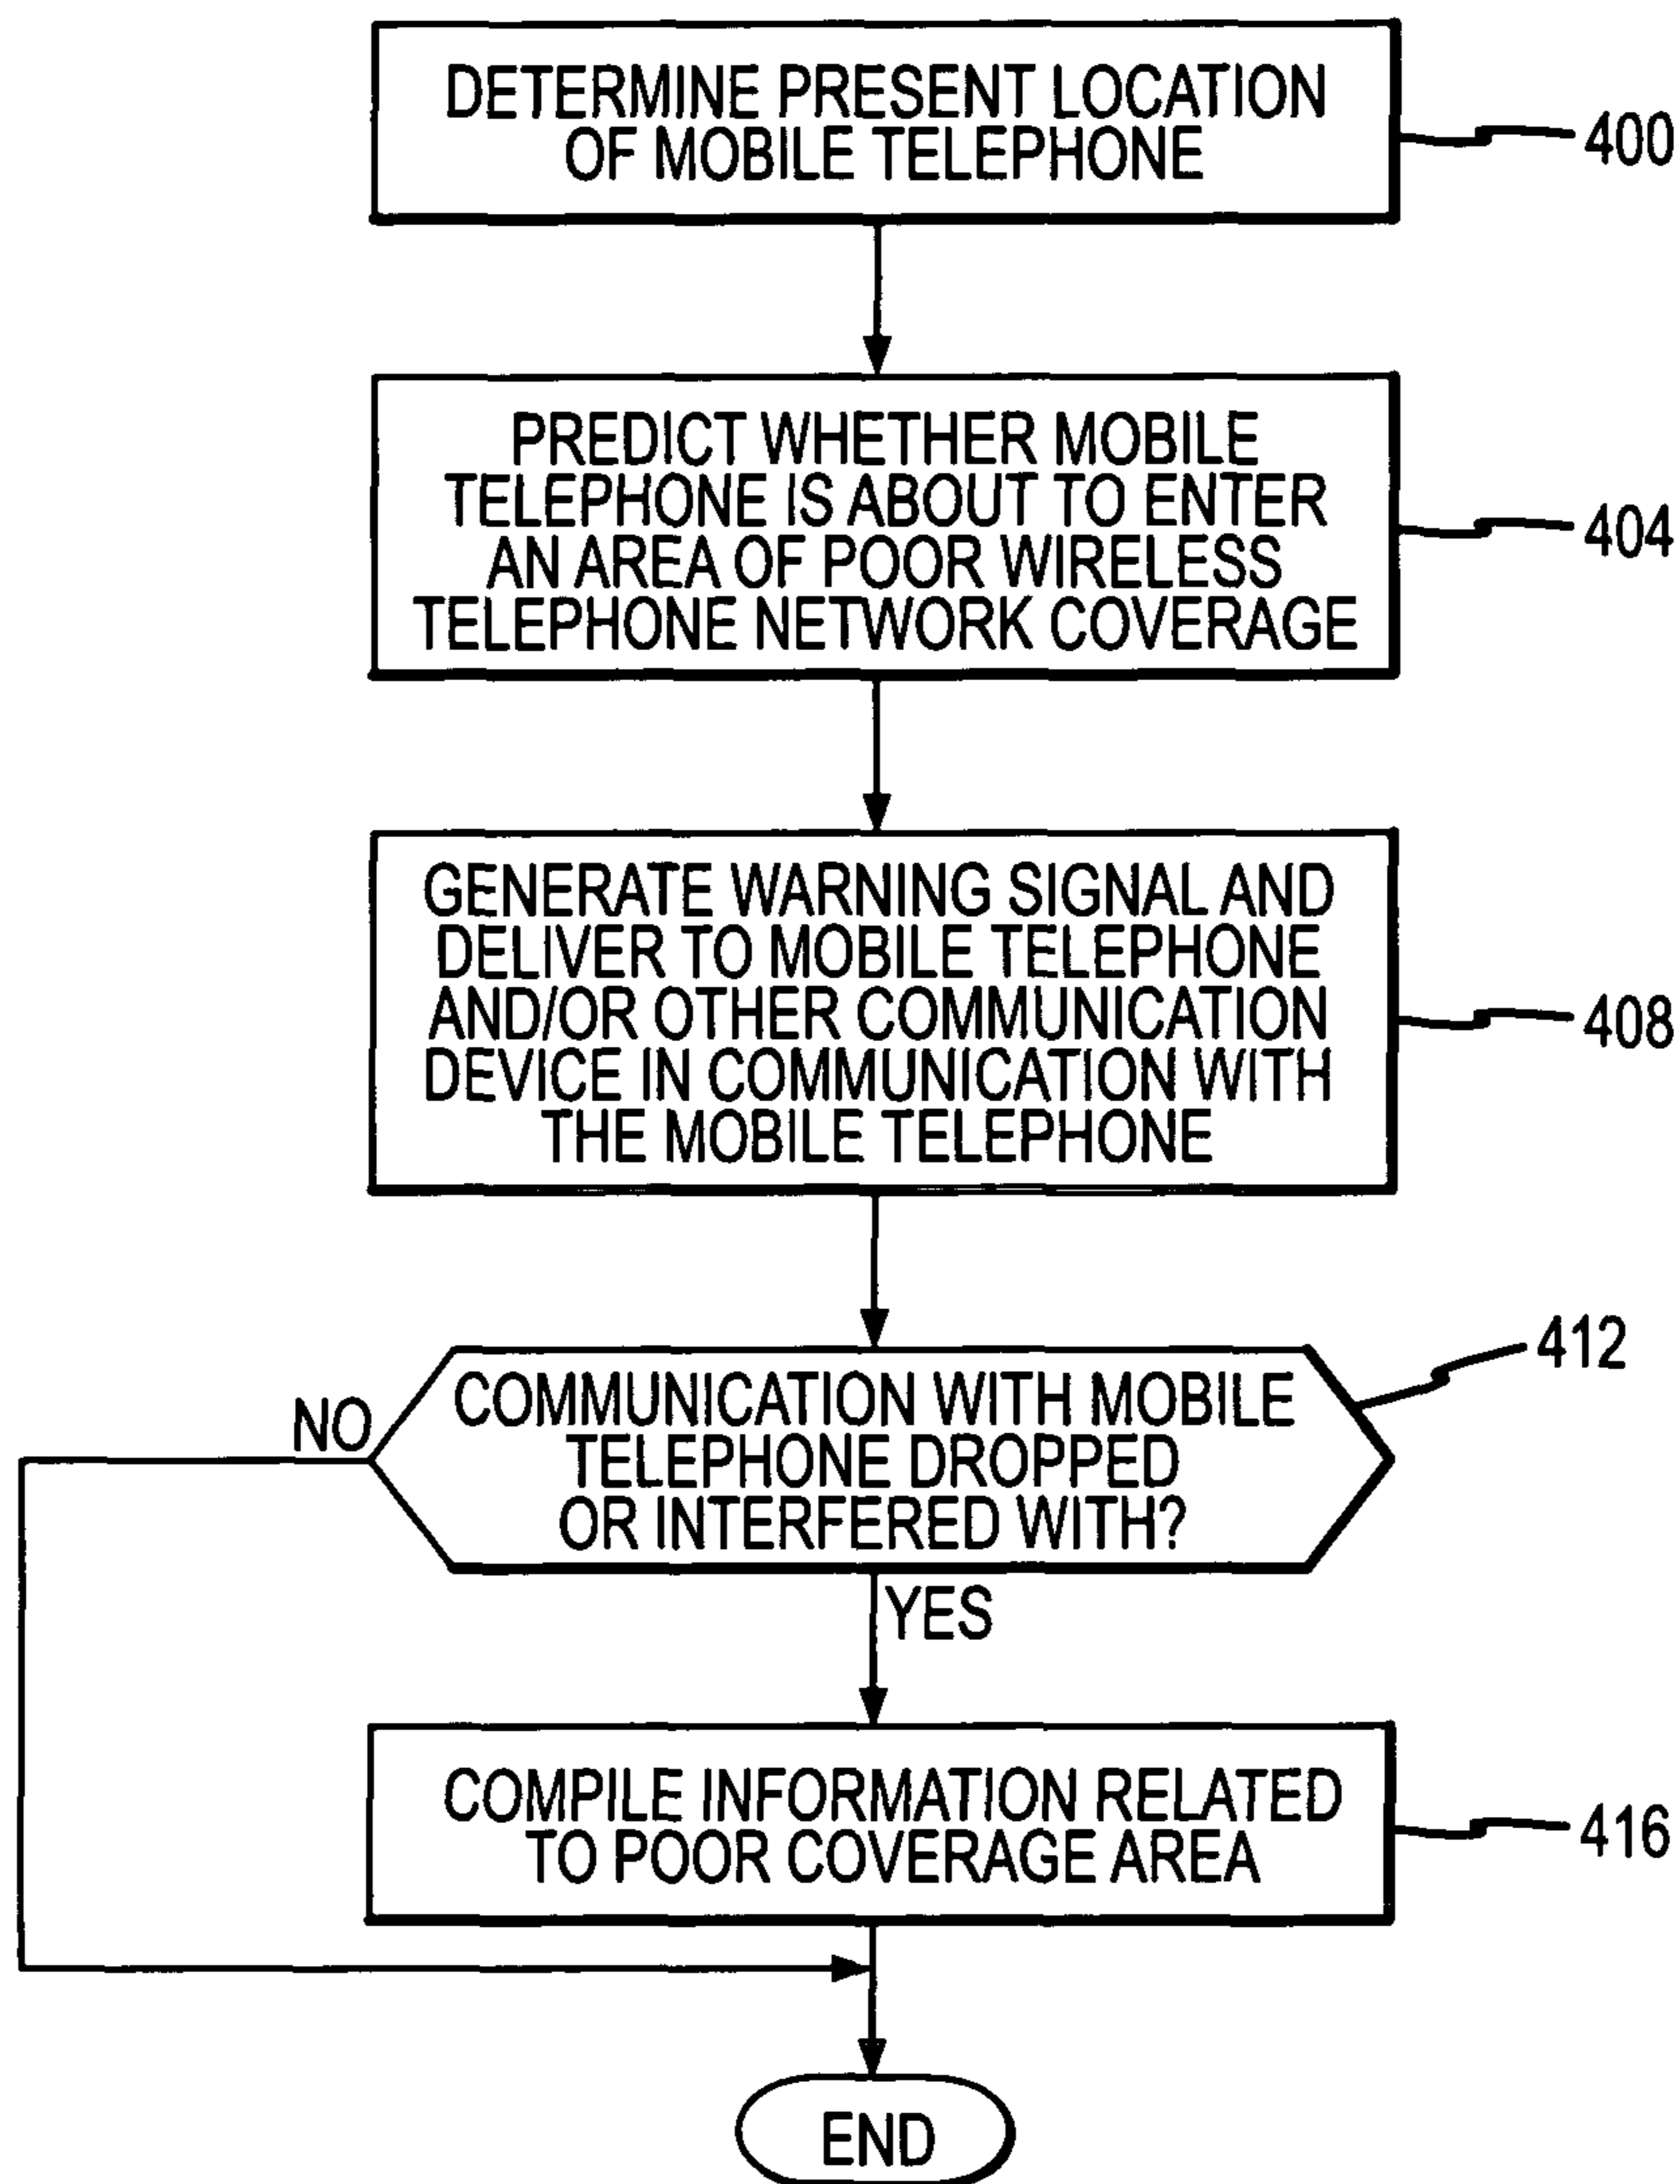 DETERMINE PRESENT LOCATION
OF MOBILE TELEPHONE
400
PREDICT WHETHER MOBILE
TELEPHONE IS ABOUT TO ENTER
AN AREA OF POOR WIRELESS
TELEPHONE NETWORK COVERAGE
404
GENERATE WARNING SIGNAL AND
DELIVER TO MOBILE TELEPHONE
AND/OR OTHER COMMUNICATION
DEVICE IN COMMUNICATION WITH
THE MOBILE TELEPHONE
408
412
NO
COMMUNICATION WITH MOBILE
TELEPHONE DROPPED
OR INTERFERED WITH?
YES
COMPILE INFORMATION RELATED
TO POOR COVERAGE AREA
416
END